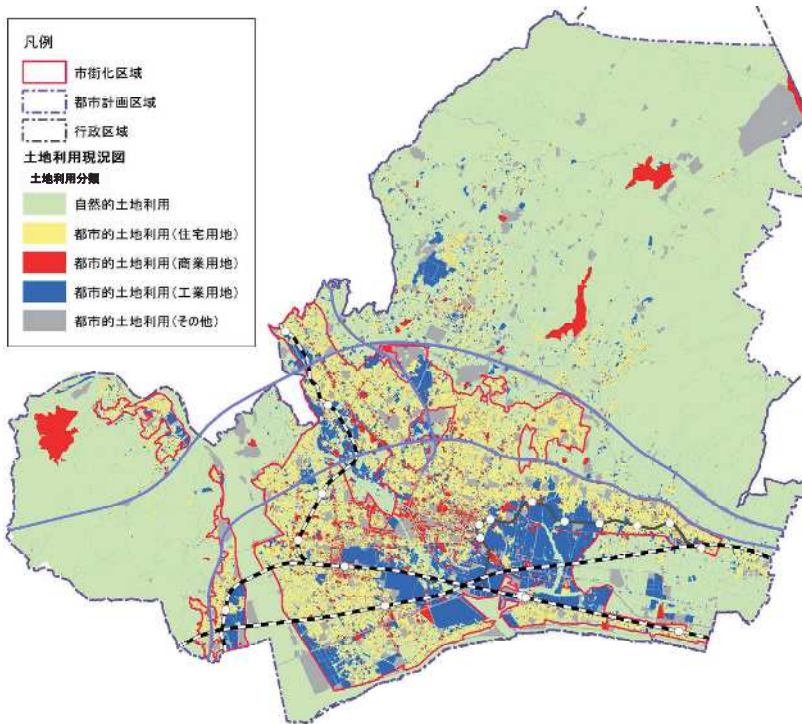 凡例
市街化区域
都市計画区域
行政区域
土地利用現況図
土地利用分類
自然的土地利用
都市的土地利用(住宅用地)
都市的土地利用(商業用地)
都市的土地利用(工業用地)
都市的土地利用(その他)